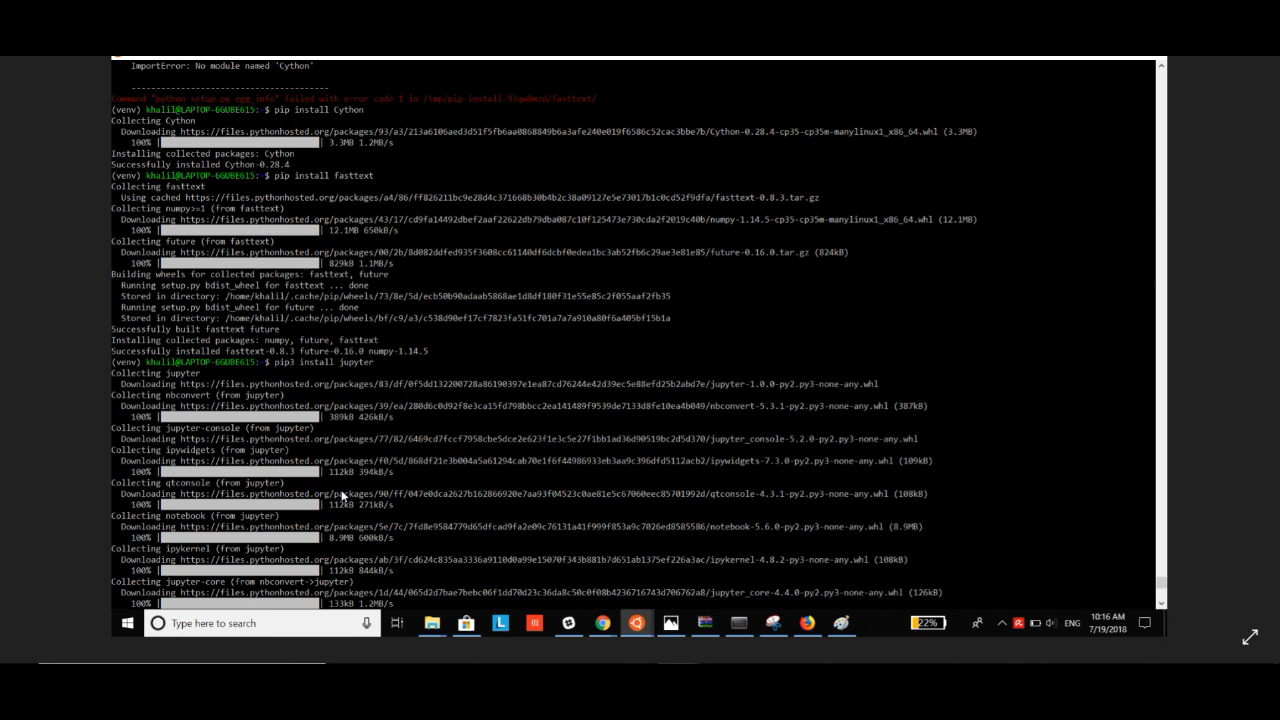 ImportError: No module named 'Cython'
----------------------------------------
Command "python setup.py egg_info" failed with error code 1 in /tmp/pip-install-93qw0mzd/fasttext/
(venv) khalil@LAPTOP-6GUBE615:~$ pip install Cython
Collecting Cython
Downloading https://files.pythonhosted.org/packages/93/a3/213a6106aed3d51f5fb6aa0868849b6a3afe240e019f6586c52cac3bbe7b/Cython-0.28.4-cp35-cp35m-manylinux1_x86_64.whl (3.3MB)
100% | | 3.3MB 1.2MB/s
Installing collected packages: Cython
Successfully installed Cython-0.28.4
(venv) khalil@LAPTOP-6GUBE615:~$ pip install fasttext
Collecting fasttext
Using cached https://files.pythonhosted.org/packages/a4/86/ff826211bc9e28d4c371668b30b4b2c38a09127e5e73017b1c0cd52f9dfa/fasttext-0.8.3.tar.gz
Collecting numpy>=1 (from fasttext)
Downloading https://files.pythonhosted.org/packages/43/17/cd9fa14492dbef2aaf22622db79dba087c10f125473e730cda2f2019c40b/numpy-1.14.5-cp35-cp35m-manylinux1_x86_64.whl (12.1MB)
100% | | 12.1MB 650kB/s
Collecting future (from fasttext)
Downloading https://files.pythonhosted.org/packages/00/2b/8d082ddfed935f3608cc61140df6dcbf0edea1bc3ab52fb6c29ae3e81e85/future-0.16.0.tar.gz (824kB)
100% | | 829kB 1.1MB/s
Building wheels for collected packages: fasttext, future
Running setup.py bdist_wheel for fasttext ... done
Stored in directory: /home/khalil/.cache/pip/wheels/73/8e/5d/ecb50b90adaab5868ae1d8df180f31e55e85c2f055aaf2fb35
Running setup.py bdist_wheel for future ... done
Stored in directory: /home/khalil/.cache/pip/wheels/bf/c9/a3/c538d90ef17cf7823fa51fc701a7a7a910a80f6a405bf15b1a
Successfully built fasttext future
Installing collected packages: numpy, future, fasttext
Successfully installed fasttext-0.8.3 future-0.16.0 numpy-1.14.5
(venv) khalil@LAPTOP-6GUBE615:~$ pip3 install jupyter
Collecting jupyter
Downloading https://files.pythonhosted.org/packages/83/df/0f5dd132200728a86190397e1ea87cd76244e42d39ec5e88efd25b2abd7e/jupyter-1.0.0-py2.py3-none-any.whl
Collecting nbconvert (from jupyter)
Downloading https://files.pythonhosted.org/packages/39/ea/280d6c0d92f8e3ca15fd798bbcc2ea141489f9539de7133d8fe10ea4b049/nbconvert-5.3.1-py2.py3-none-any.whl (387kB)
100% | | 389kB 426kB/s
Collecting jupyter-console (from jupyter)
Downloading https://files.pythonhosted.org/packages/77/82/6469cd7fccf7958cbe5dce2e623f1e3c5e27f1bb1ad36d90519bc2d5d370/jupyter_console-5.2.0-py2.py3-none-any.whl
Collecting ipywidgets (from jupyter)
Downloading https://files.pythonhosted.org/packages/f0/5d/868df21e3b004a5a61294cab70e1f6f44986933eb3aa9c396dfd5112acb2/ipywidgets-7.3.0-py2.py3-none-any.whl (109kB)
100% | | 112kB 394kB/s
Collecting qtconsole (from jupyter)
Downloading https://files.pythonhosted.org/packages/90/ff/047e0dca2627b162866920e7aa93f04523c0ae81e5c67060eec85701992d/qtconsole-4.3.1-py2.py3-none-any.whl (108kB)
100% | | 112kB 271kB/s
Collecting notebook (from jupyter)
Downloading https://files.pythonhosted.org/packages/5e/7c/7fd8e9584779d65dfcad9fa2e09c76131a41f999f853a9c7026ed8585586/notebook-5.6.0-py2.py3-none-any.whl (8.9MB)
100% | | 8.9MB 600kB/s
Collecting ipykernel (from jupyter)
Downloading https://files.pythonhosted.org/packages/ab/3f/cd624c835aa3336a9110d0a99e15070f343b881b7d651ab1375ef226a3ac/ipykernel-4.8.2-py3-none-any.whl (108kB)
100% | | 112kB 844kB/s
Collecting jupyter-core (from nbconvert->jupyter)
Downloading https://files.pythonhosted.org/packages/1d/44/065d2d7bae7bebc06f1dd70d23c36da8c50c0f08b4236716743d706762a8/jupyter_core-4.4.0-py2.py3-none-any.whl (126kB)
100% | | 133kB 1.2MB/s
Type here to search
L
22%
ENG
10:16 AM
7/19/2018